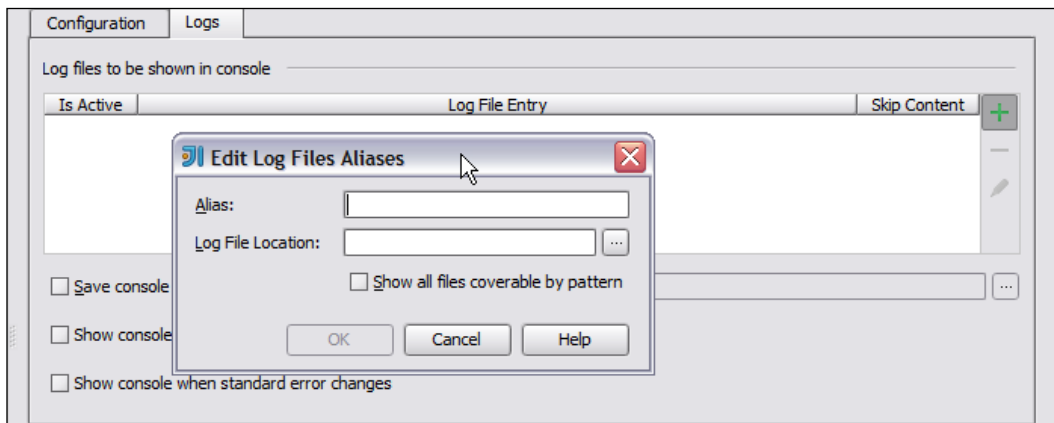 Configuration Logs
Log files to be shown in console
Is Active Log File Entry Skip Content
Edit Log Files Aliases
Alias:
Log File Location: ...
Show all files coverable by pattern
Save console ...
Show console
OK Cancel Help
Show console when standard error changes